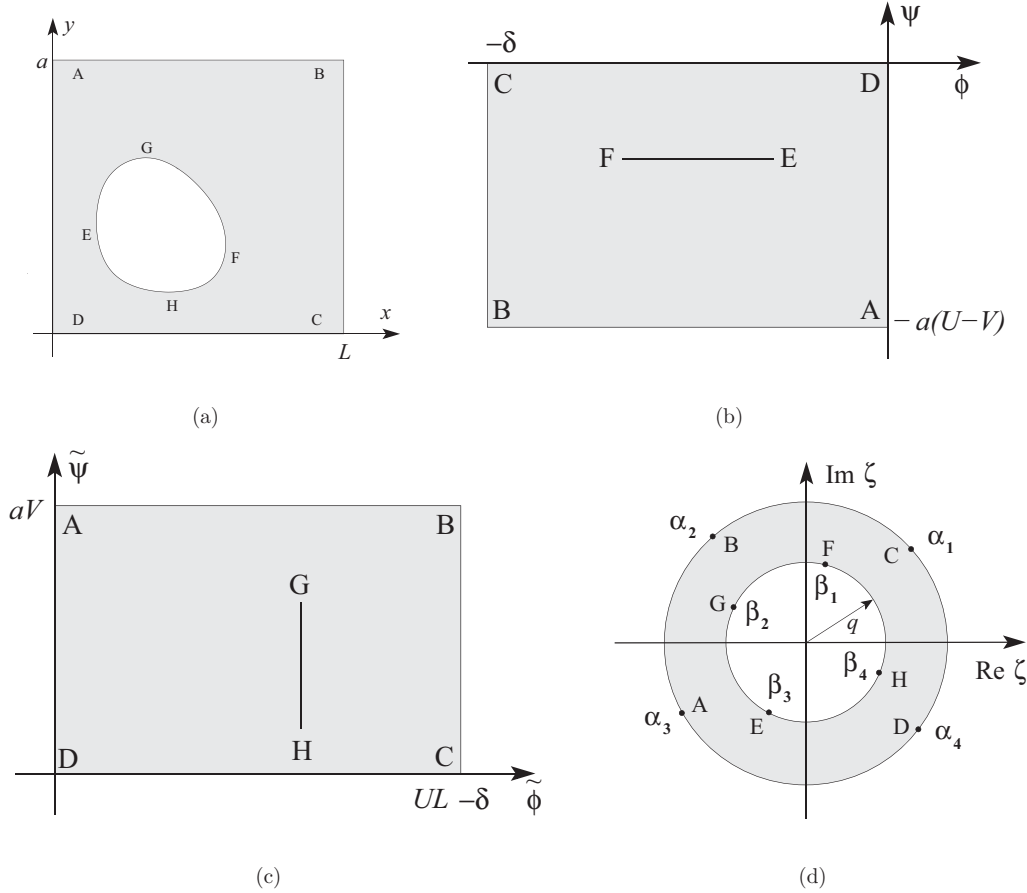 y
a
A B
G
E
F
H
D C
x
L
(a)
ψ
−δ
C D
ϕ
F E
B A
−a(U−V)
(b)
ψ̃
aV
A B
G
H
D C
UL −δ ϕ̃
(c)
Im ζ
α₂ B F C α₁
β₁
G β₂ q
Re ζ
β₄ H
β₃
α₃ A E D α₄
(d)